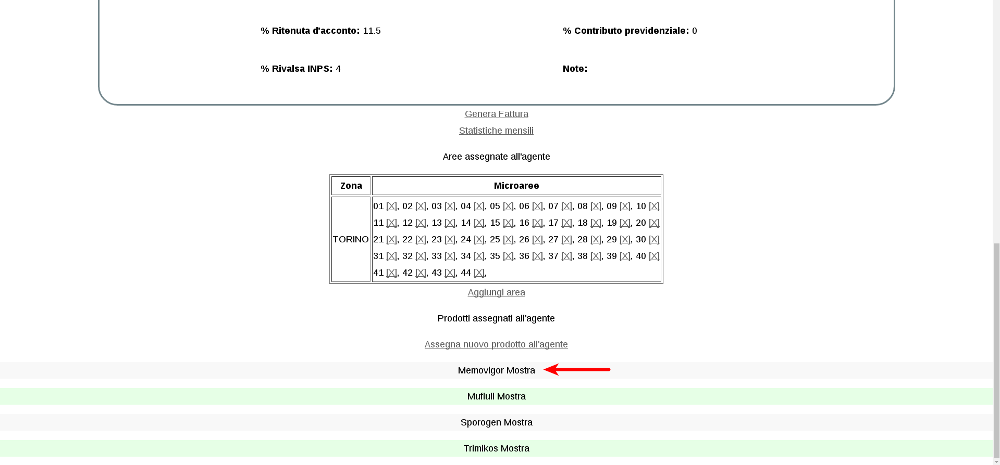 % Ritenuta d'acconto: 11.5 % Contributo previdenziale: 0
% Rivalsa INPS: 4 Note:
Genera Fattura
Statistiche mensili
Aree assegnate all'agente
Zona Microaree
01 [X], 02 [X], 03 [X], 04 [X], 05 [X], 06 [X], 07 [X], 08 [X], 09 [X], 10 [X]
11 [X], 12 [X], 13 [X], 14 [X], 15 [X], 16 [X], 17 [X], 18 [X], 19 [X], 20 [X]
TORINO 21 [X], 22 [X], 23 [X], 24 [X], 25 [X], 26 [X], 27 [X], 28 [X], 29 [X], 30 [X]
31 [X], 32 [X], 33 [X], 34 [X], 35 [X], 36 [X], 37 [X], 38 [X], 39 [X], 40 [X]
41 [X], 42 [X], 43 [X], 44 [X],
Aggiungi area
Prodotti assegnati all'agente
Assegna nuovo prodotto all'agente
Memovigor Mostra
Mufluil Mostra
Sporogen Mostra
Trimikos Mostra